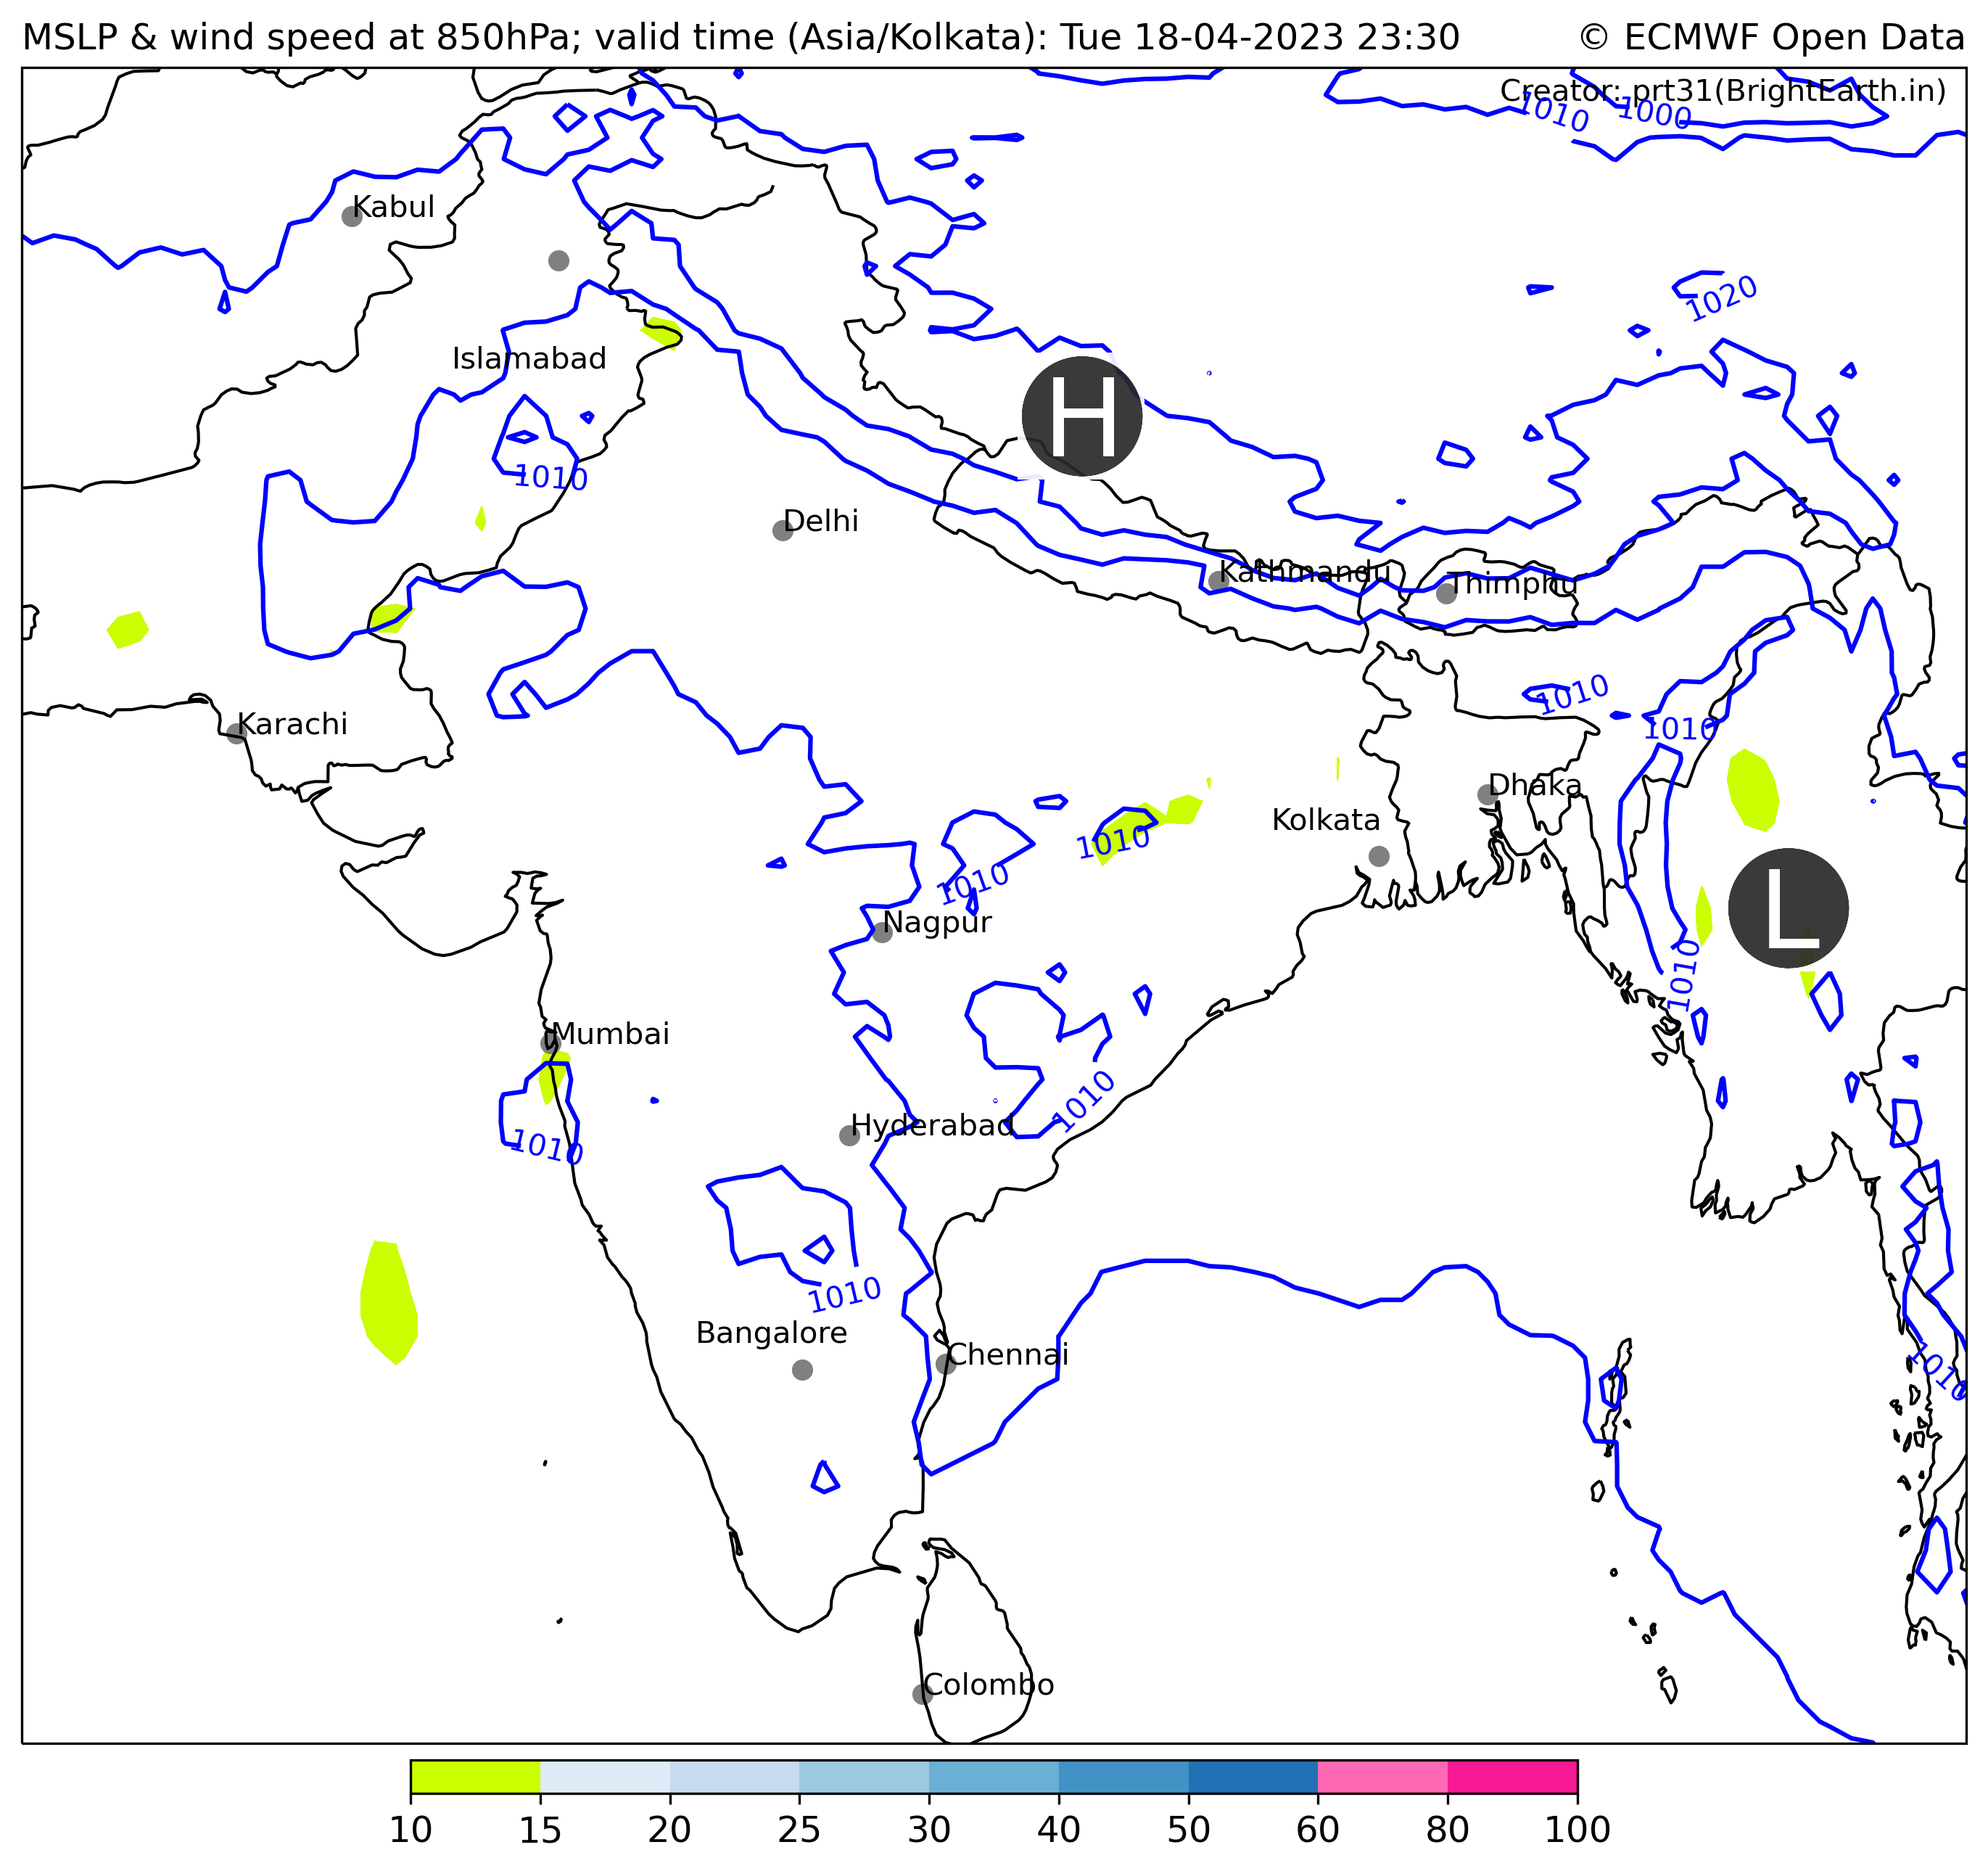 MSLP & wind speed at 850hPa; valid time (Asia/Kolkata): Tue 18-04-2023 23:30
© ECMWF Open Data
Creator: prt31(BrightEarth.in)
1010
1000
Kabul
1020
Islamabad
H
1010
Delhi
Kathmandu
Thimphu
1010
1010
Karachi
Dhaka
Kolkata
1010
1010
Nagpur
L
1010
Mumbai
1010
Hyderabad
1010
1010
Bangalore
Chennai
1010
Colombo
10 15 20 25 30 40 50 60 80 100